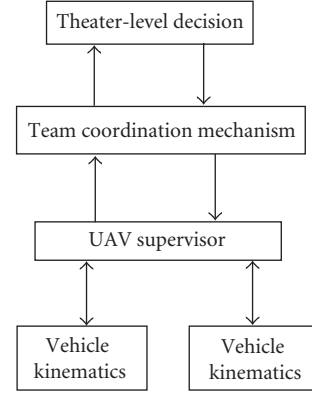 Theater-level decision
Team coordination mechanism
UAV supervisor
Vehicle
kinematics
Vehicle
kinematics